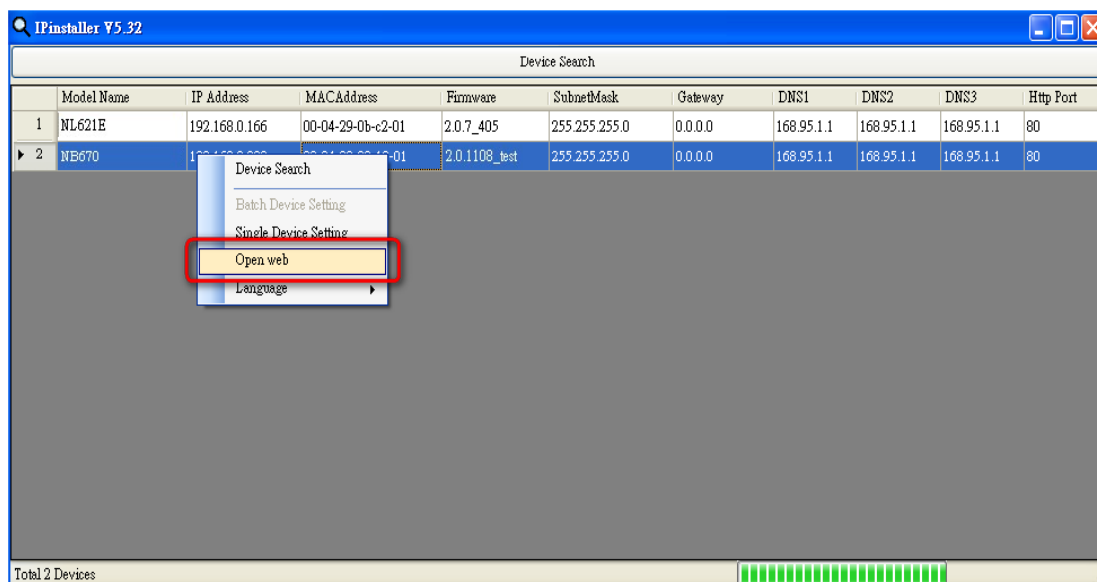 IPinstaller V5.32
Device Search
Model Name IP Address MACAddress Firmware SubnetMask Gateway DNS1 DNS2 DNS3 Http Port
1 NL621E 192.168.0.166 00-04-29-0b-c2-01 2.0.7_405 255.255.255.0 0.0.0.0 168.95.1.1 168.95.1.1 168.95.1.1 80
2 NB670 2.0.1108_test 255.255.255.0 0.0.0.0 168.95.1.1 168.95.1.1 168.95.1.1 80
Device Search
Batch Device Setting
Single Device Setting
Open web
Language
Total 2 Devices